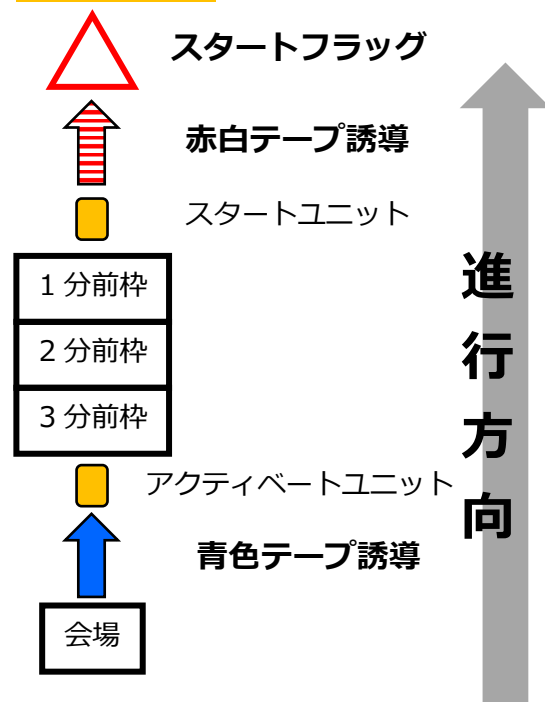 スタートフラッグ
赤白テープ誘導
スタートユニット
1 分前枠
2 分前枠
3 分前枠
アクティベートユニット
青色テープ誘導
会場
進行方向